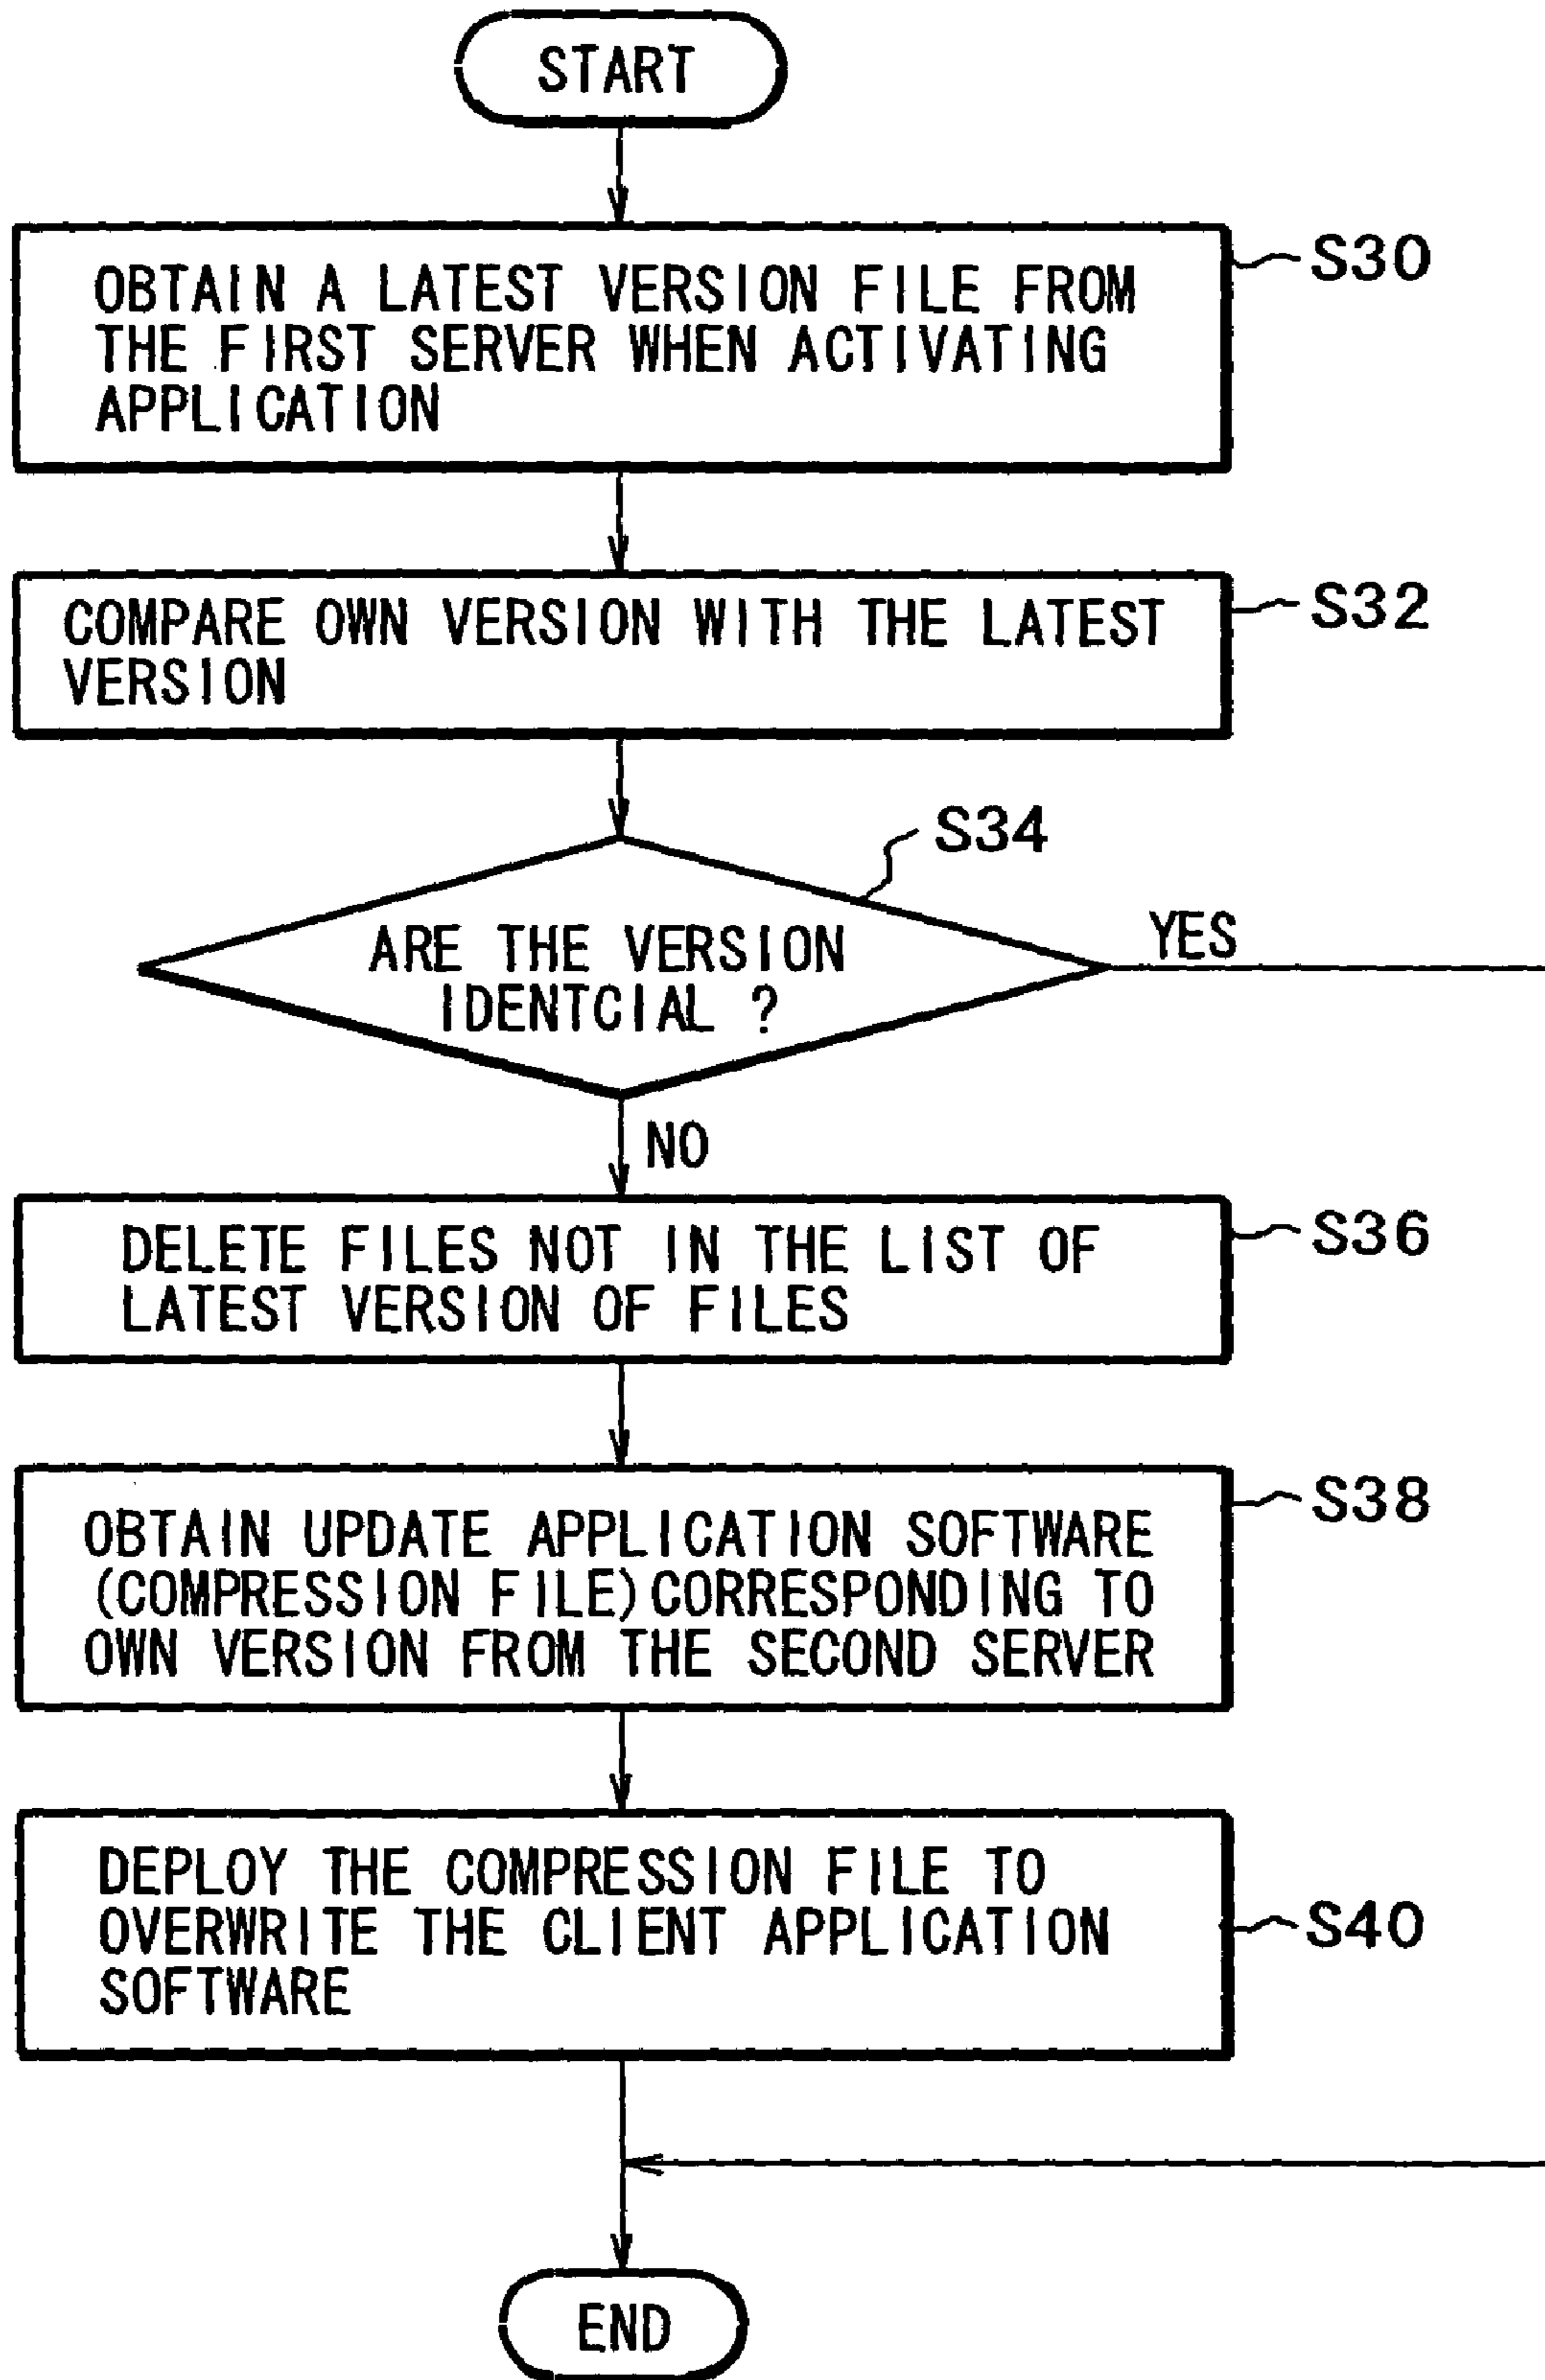 START
OBTAIN A LATEST VERSION FILE FROM
THE FIRST SERVER WHEN ACTIVATING
APPLICATION
S30
COMPARE OWN VERSION WITH THE LATEST
VERSION
S32
S34
ARE THE VERSION
IDENTCIAL ?
YES
NO
DELETE FILES NOT IN THE LIST OF
LATEST VERSION OF FILES
S36
OBTAIN UPDATE APPLICATION SOFTWARE
(COMPRESSION FILE)CORRESPONDING TO
OWN VERSION FROM THE SECOND SERVER
S38
DEPLOY THE COMPRESSION FILE TO
OVERWRITE THE CLIENT APPLICATION
SOFTWARE
S40
END